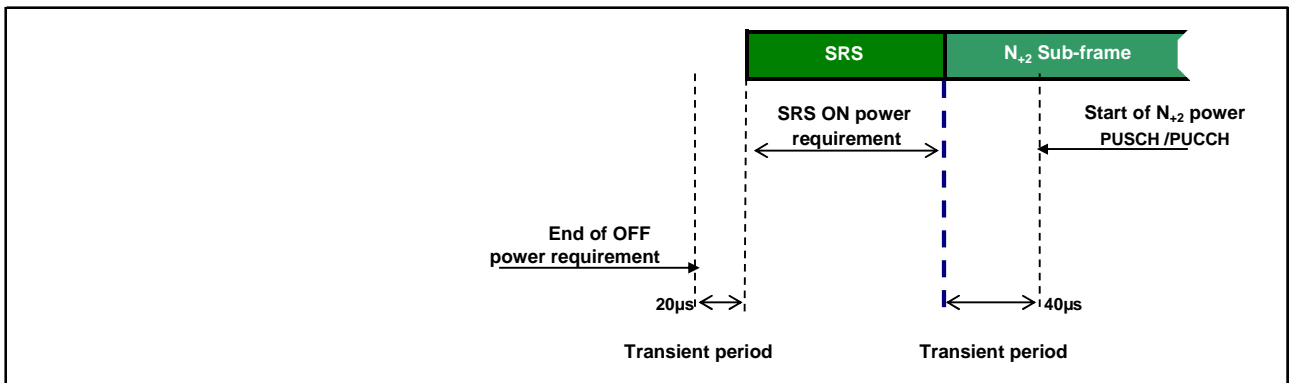 SRS
N+2 Sub-frame
SRS ON power
requirement
Start of N+2 power
PUSCH /PUCCH
End of OFF
power requirement
20µs
40µs
Transient period
Transient period